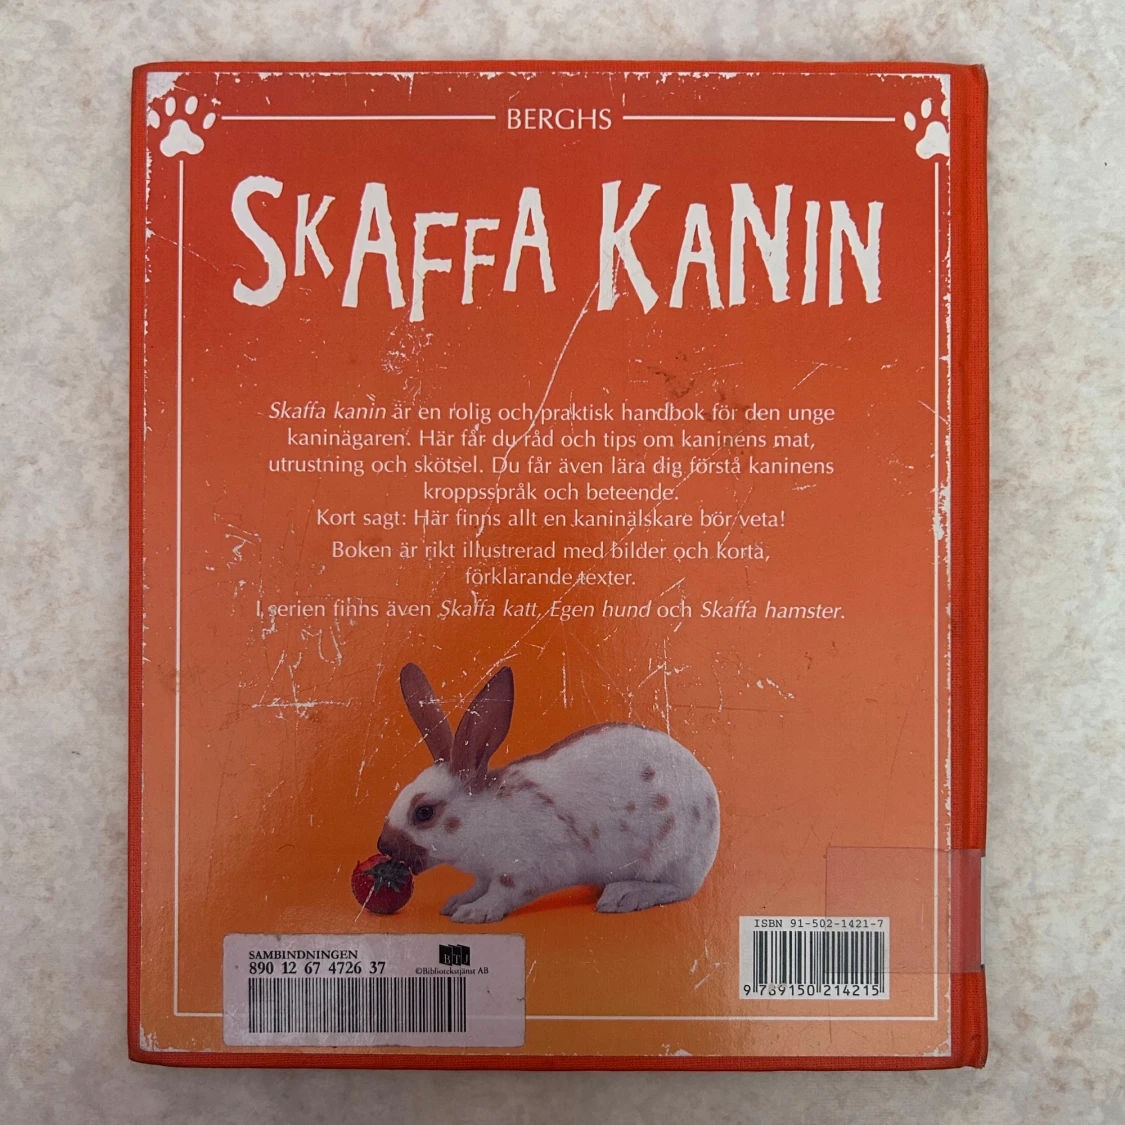 BERGHS
SKAFFA KANIN
Skaffa kanin är en rolig och praktisk handbok för den unge
kaninägaren. Här får du råd och tips om kaninens mat,
utrustning och skötsel. Du får även lära dig förstå kaninens
kroppsspråk och beteende.
Kort sagt: Här finns allt en kaninälskare bör veta!
Boken är rikt illustrerad med bilder och korta,
förklarande texter.
I serien finns även Skaffa katt, Egen hund och Skaffa hamster.
ISBN 91-502-1421-7
9 789150 214215
SAMBINDNINGEN
890 12 67 4726 37
BTJ
©Bibliotekstjänst AB